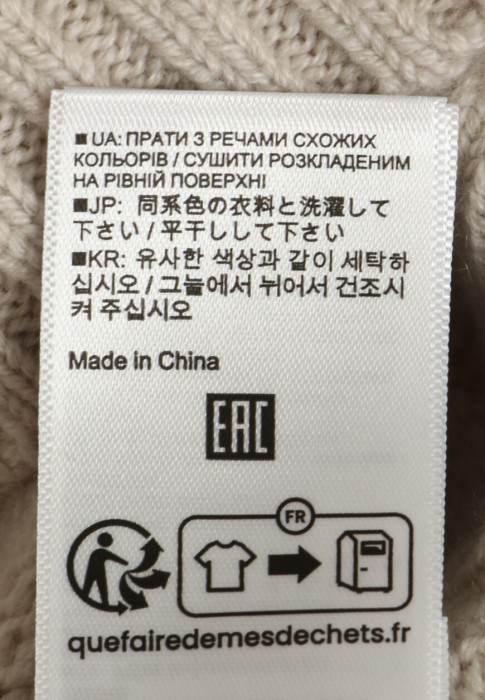 ■UA: ПРАТИ З РЕЧАМИ СХОЖИХ
КОЛЬОРІВ / СУШИТИ РОЗКЛАДЕНИМ
НА РІВНІЙ ПОВЕРХНІ
■JP: 同系色の衣料と洗濯して
下さい / 平干しして下さい
■KR: 유사한 색상과 같이 세탁하
십시오 / 그늘에서 뉘어서 건조시
켜 주십시오
Made in China
EAC
FR
quefairedemesdechets.fr